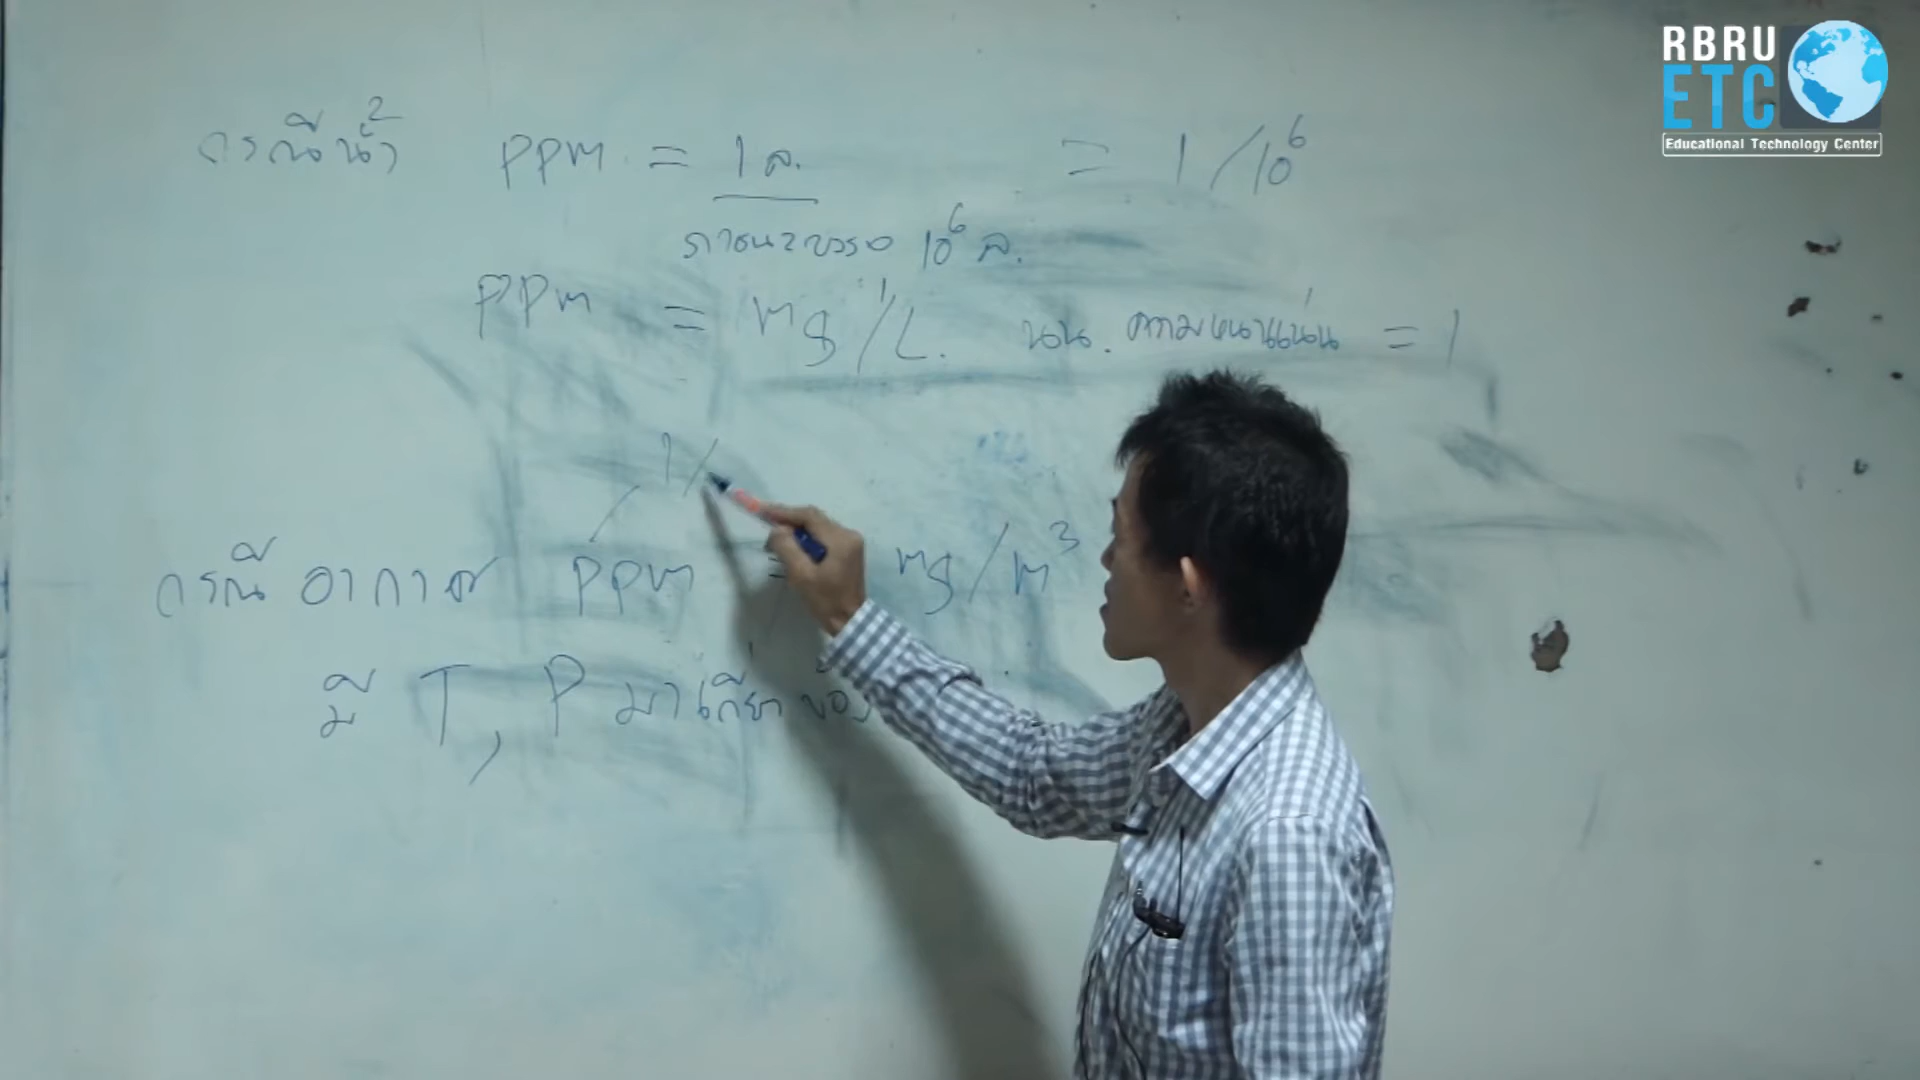 RBRU
ETC
Educational Technology Center
กรณีน้ำ ppm = 1 ล. = 1/10⁶
ภาชนะบรรจุ 10⁶ ล.
ppm = mg/L. นน. ความหนาแน่น = 1
1/
กรณี อากาศ ppm mg/m³
มี T, P มาเกี่ยวข้อง